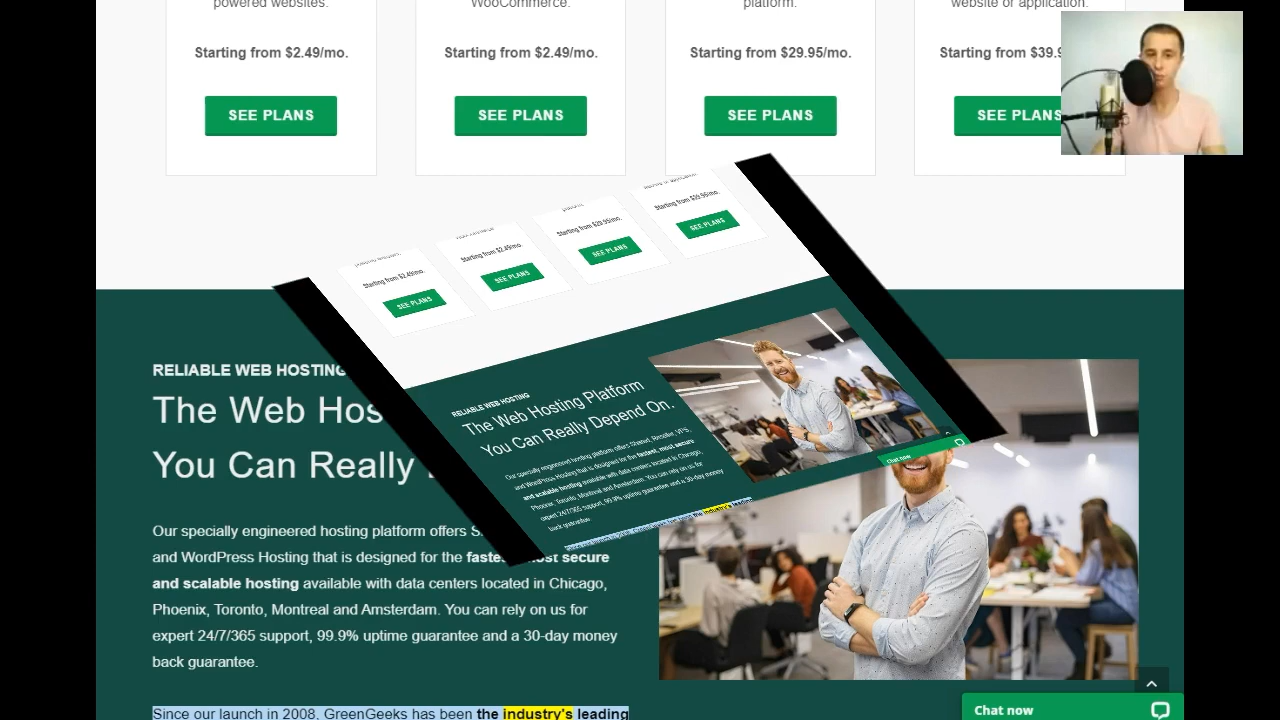 powered websites.
WooCommerce.
platform.
website or application.
Starting from $2.49/mo.
Starting from $2.49/mo.
Starting from $29.95/mo.
Starting from $39.9
SEE PLANS
SEE PLANS
SEE PLANS
SEE PLANS
Starting from $2.49/mo.
Starting from $2.49/mo.
Starting from $29.95/mo.
Starting from $39.95/mo.
SEE PLANS
SEE PLANS
SEE PLANS
SEE PLANS
RELIABLE WEB HOSTING
The Web Hos
You Can Really
RELIABLE WEB HOSTING
The Web Hosting Platform
You Can Really Depend On.
Our specially engineered hosting platform offers Shared, Reseller, VPS,
and WordPress Hosting that is designed for the fastest, most secure
and scalable hosting available with data centers located in Chicago,
Phoenix, Toronto, Montreal and Amsterdam. You can rely on us for
expert 24/7/365 support, 99.9% uptime guarantee and a 30-day money
back guarantee.
industry's leading
Chat now
Our specially engineered hosting platform offers S
and WordPress Hosting that is designed for the fastest, most secure
and scalable hosting available with data centers located in Chicago,
Phoenix, Toronto, Montreal and Amsterdam. You can rely on us for
expert 24/7/365 support, 99.9% uptime guarantee and a 30-day money
back guarantee.
Since our launch in 2008, GreenGeeks has been the industry's leading
Chat now